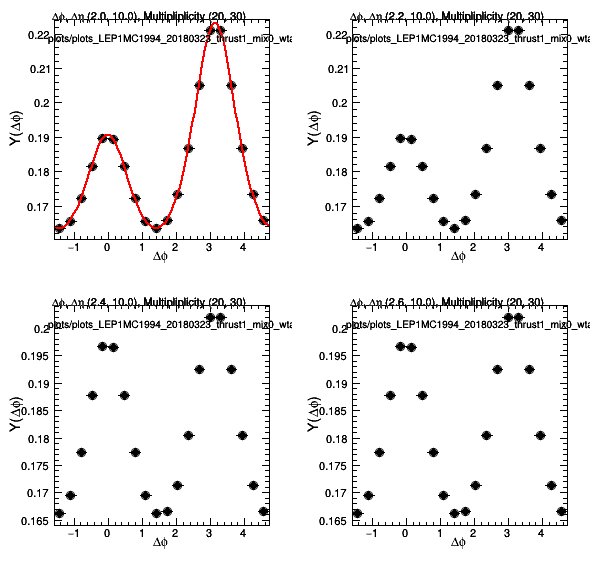 Δϕ, Δη (2.0, 10.0), Multipliplicity (20, 30)
plots/plots_LEP1MC1994_20180323_thrust1_mix0_wta
Y(Δϕ)
0.22
0.21
0.2
0.19
0.18
0.17
−1 0 1 2 3 4
Δϕ
Δϕ, Δη (2.2, 10.0), Multipliplicity (20, 30)
plots/plots_LEP1MC1994_20180323_thrust1_mix0_wta
Y(Δϕ)
0.22
0.21
0.2
0.19
0.18
0.17
−1 0 1 2 3 4
Δϕ
Δϕ, Δη (2.4, 10.0), Multipliplicity (20, 30)
plots/plots_LEP1MC1994_20180323_thrust1_mix0_wta
Y(Δϕ)
0.2
0.195
0.19
0.185
0.18
0.175
0.17
0.165
−1 0 1 2 3 4
Δϕ
Δϕ, Δη (2.6, 10.0), Multipliplicity (20, 30)
plots/plots_LEP1MC1994_20180323_thrust1_mix0_wta
Y(Δϕ)
0.2
0.195
0.19
0.185
0.18
0.175
0.17
0.165
−1 0 1 2 3 4
Δϕ